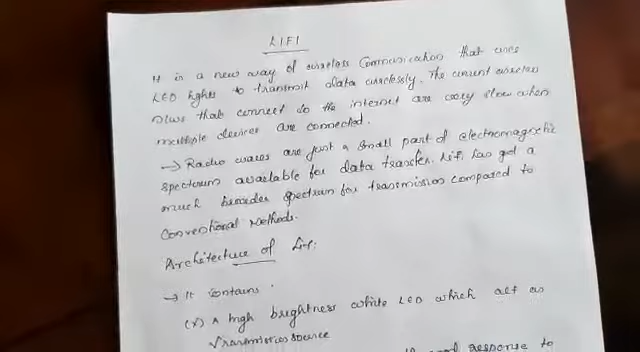 LIFI
It is a new way of wireless Communication that uses
LED lights to transmit data wirelessly. The current wireless
that connect to the internet are very slow when
multiple devices are connected.
→ Radio waves are just a small part of electromagnetic
spectrum available for data transfer. Lifi has got a
much broader spectrum for transmission compared to
Conventional Methods.
Architecture of Lifi:
→ It contains.
(*) A high brightness white LED which act as
transmission source
response to